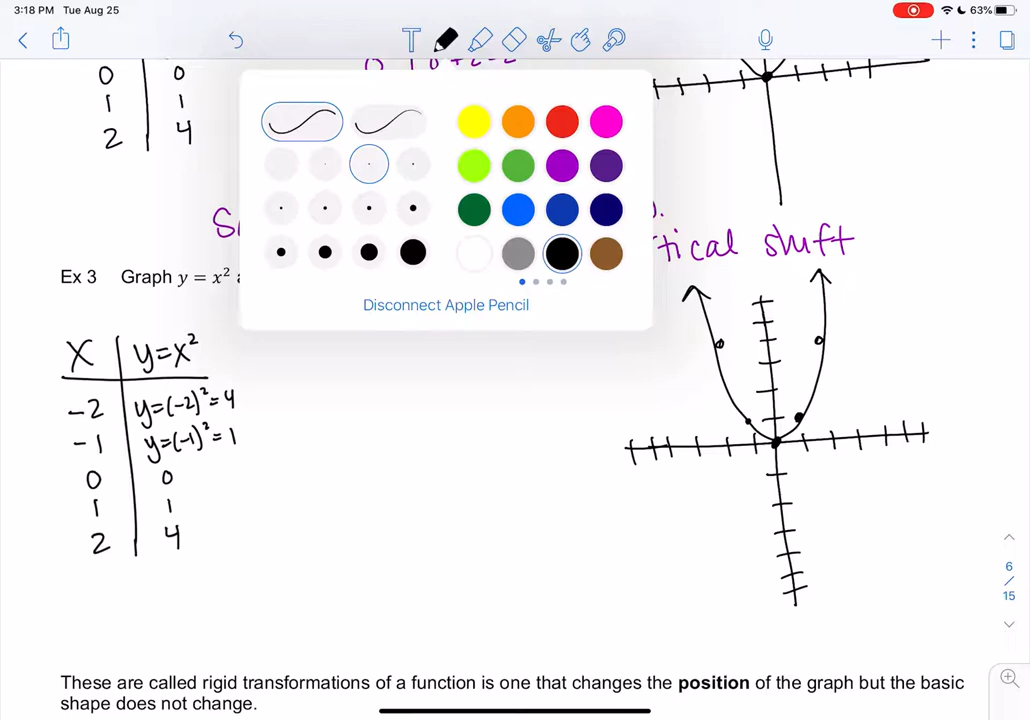 3:18 PM Tue Aug 25
63%
T
0 0
1 1
2 4
tical shift
Disconnect Apple Pencil
Ex 3 Graph y = x²
X y=x²
-2 y=(-2)²=4
-1 y=(-1)²=1
0 0
1 1
2 4
6
/
15
These are called rigid transformations of a function is one that changes the position of the graph but the basic
shape does not change.